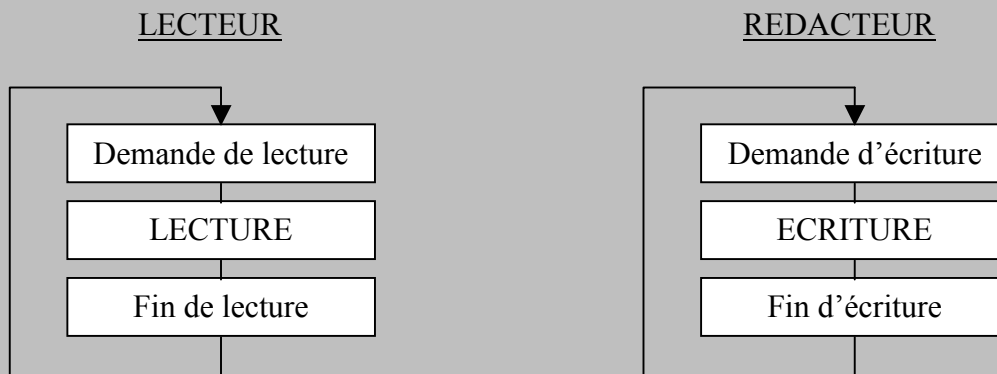 LECTEUR
Demande de lecture
LECTURE
Fin de lecture
REDACTEUR
Demande d’écriture
ECRITURE
Fin d’écriture